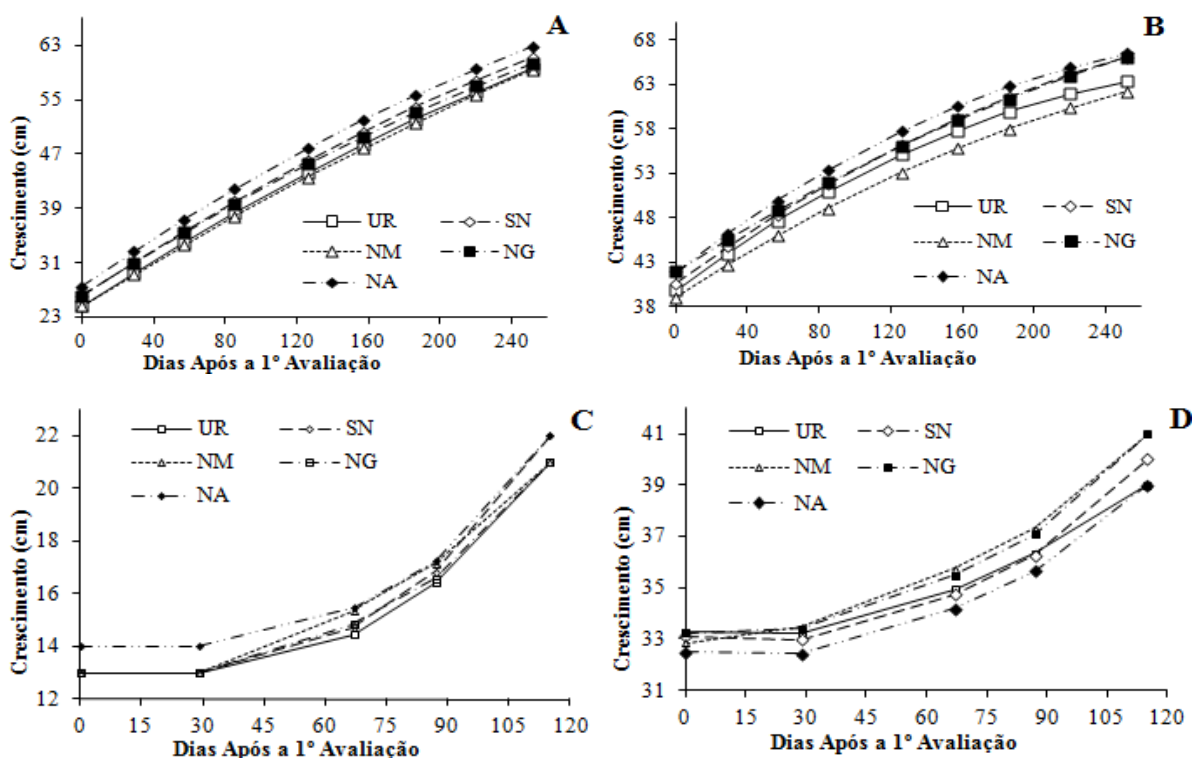 A
Crescimento (cm)
63
55
47
39
31
23
UR SN
NM NG
NA
0 40 80 120 160 200 240
Dias Após a 1° Avaliação
B
Crescimento (cm)
68
63
58
53
48
43
38
UR SN
NM NG
NA
0 40 80 120 160 200 240
Dias Após a 1° Avaliação
C
Crescimento (cm)
22
20
18
16
14
12
UR SN
NM NG
NA
0 15 30 45 60 75 90 105 120
Dias Após a 1° Avaliação
D
Crescimento (cm)
41
39
37
35
33
31
UR SN
NM NG
NA
0 15 30 45 60 75 90 105 120
Dias Após a 1° Avaliação